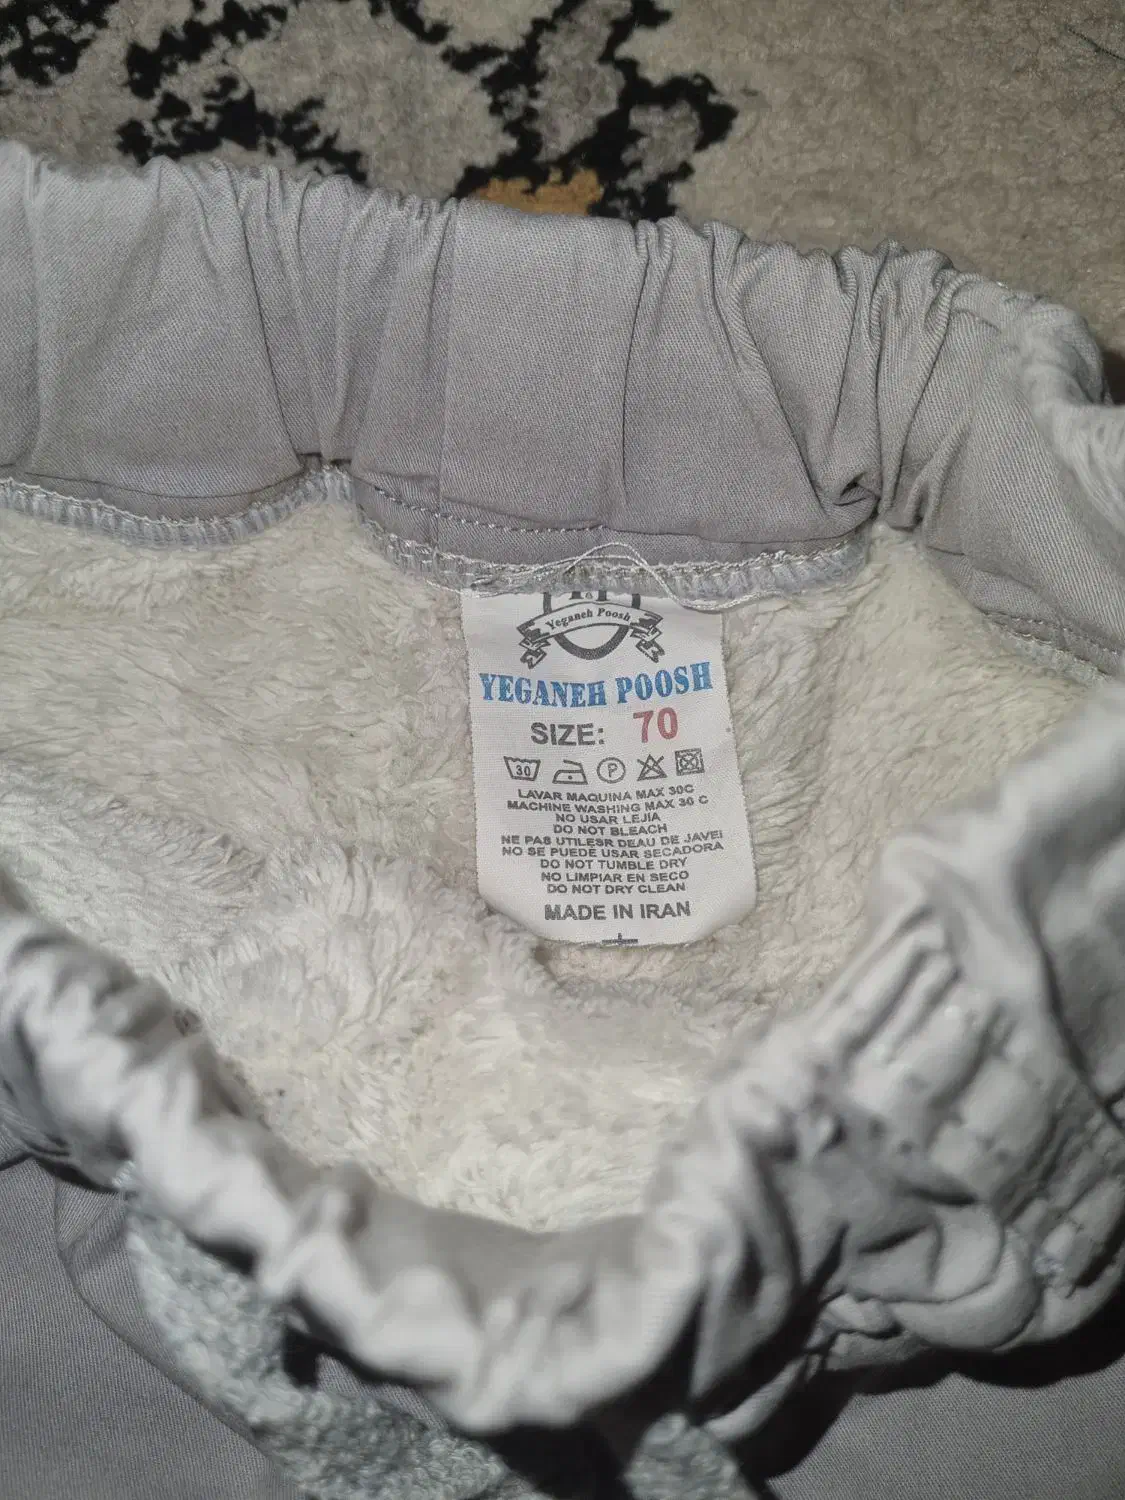 Yeganeh Poosh
YEGANEH POOSH
SIZE: 70
30 P
LAVAR MAQUINA MAX 30C
MACHINE WASHING MAX 30 C
NO USAR LEJIA
DO NOT BLEACH
NE PAS UTILESR DEAU DE JAVEI
NO SE PUEDE USAR SECADORA
DO NOT TUMBLE DRY
NO LIMPIAR EN SECO
DO NOT DRY CLEAN
MADE IN IRAN